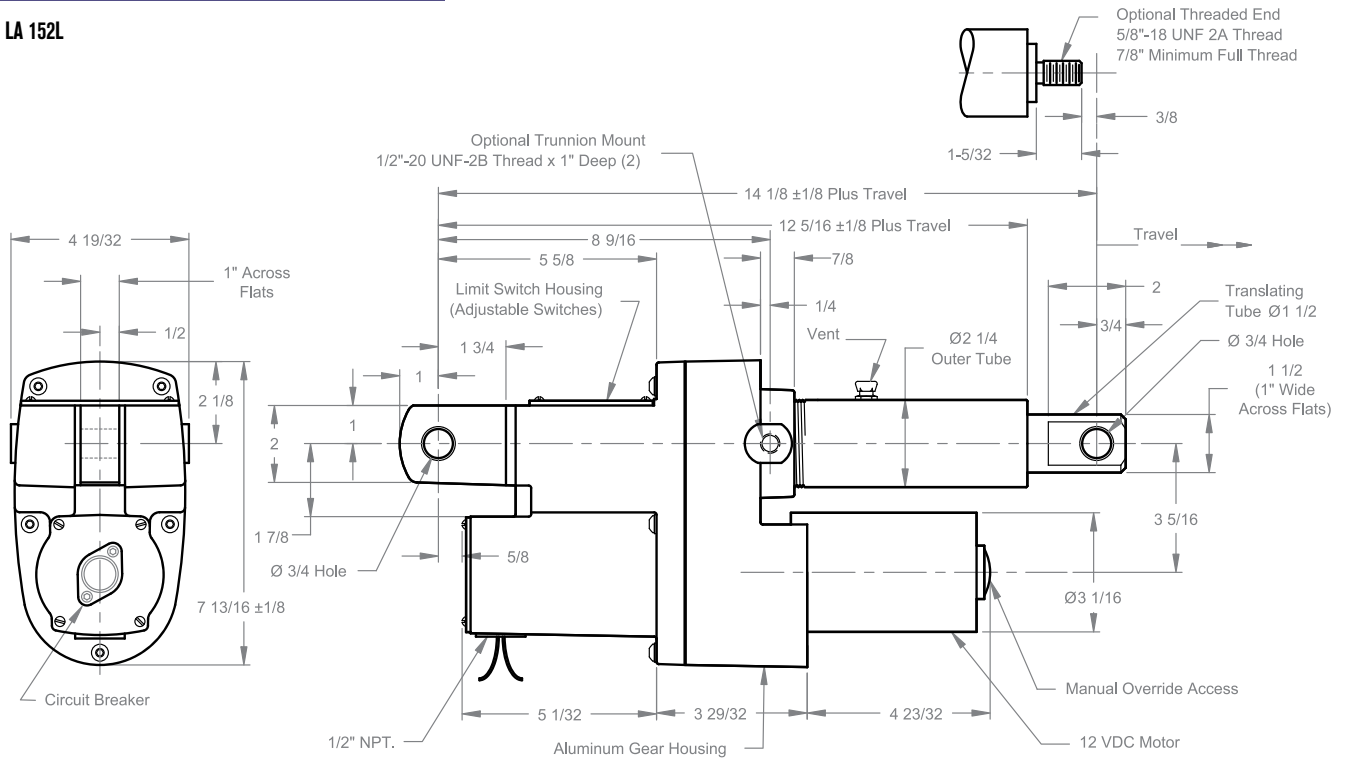 LA 152L
Optional Threaded End
5/8"-18 UNF 2A Thread
7/8" Minimum Full Thread
3/8
1-5/32
Optional Trunnion Mount
1/2"-20 UNF-2B Thread x 1" Deep (2)
14 1/8 ±1/8 Plus Travel
12 5/16 ±1/8 Plus Travel
8 9/16
Travel
4 19/32
5 5/8
7/8
1" Across
Flats
Limit Switch Housing
(Adjustable Switches)
1/4
2
Translating
Tube Ø1 1/2
1/2
Vent
3/4
Ø2 1/4
Outer Tube
Ø 3/4 Hole
1 3/4
1
1 1/2
(1" Wide
Across Flats)
2 1/8
1
2
3 5/16
1 7/8
5/8
Ø 3/4 Hole
7 13/16 ±1/8
Ø3 1/16
Circuit Breaker
Manual Override Access
5 1/32
3 29/32
4 23/32
1/2" NPT.
Aluminum Gear Housing
12 VDC Motor